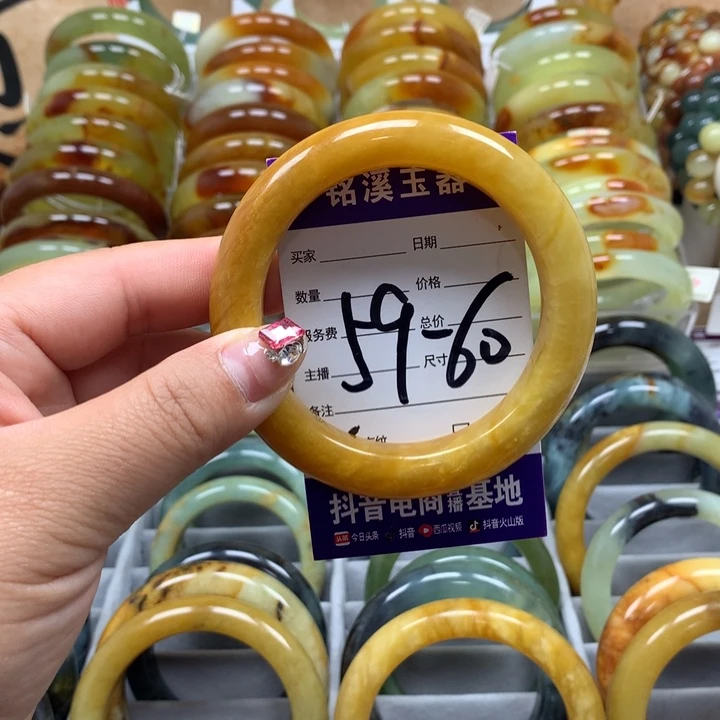 铭溪玉器
买家 日期
数量 价格
服务费 总价
59-60
主播 尺寸
备注
抖音电商直播基地
今日头条 抖音 西瓜视频 抖音火山版